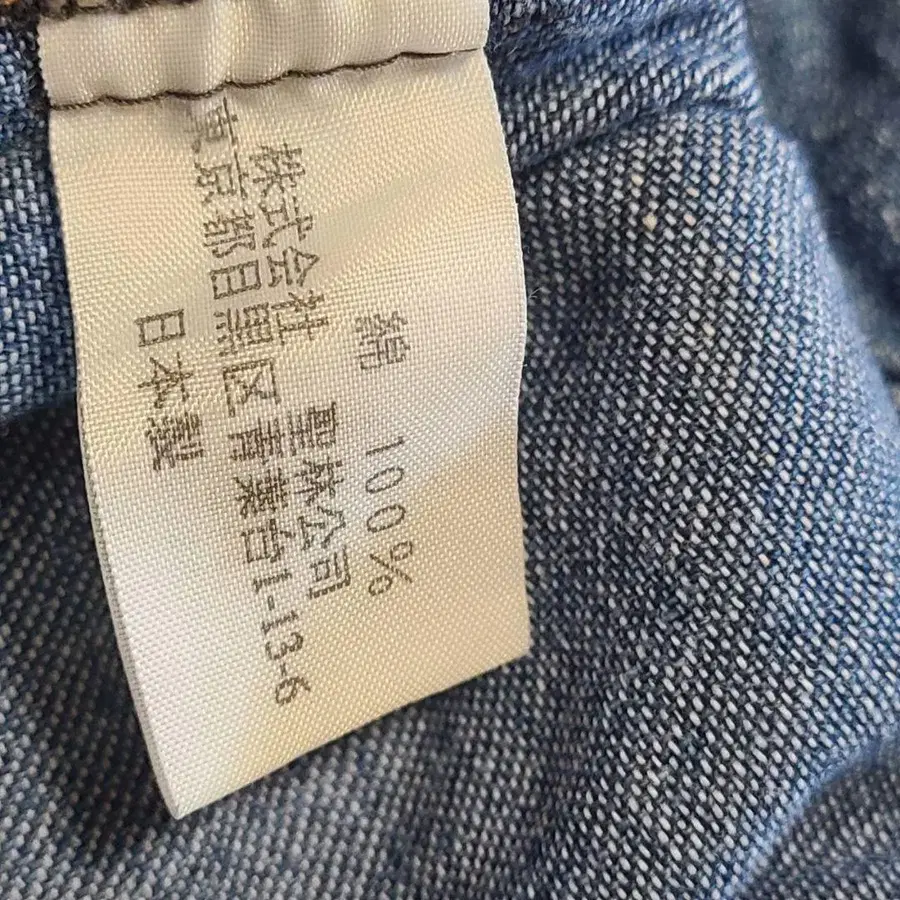 綿 100%
株式会社 聖林公司
東京都目黒区青葉台1-13-6
日本製